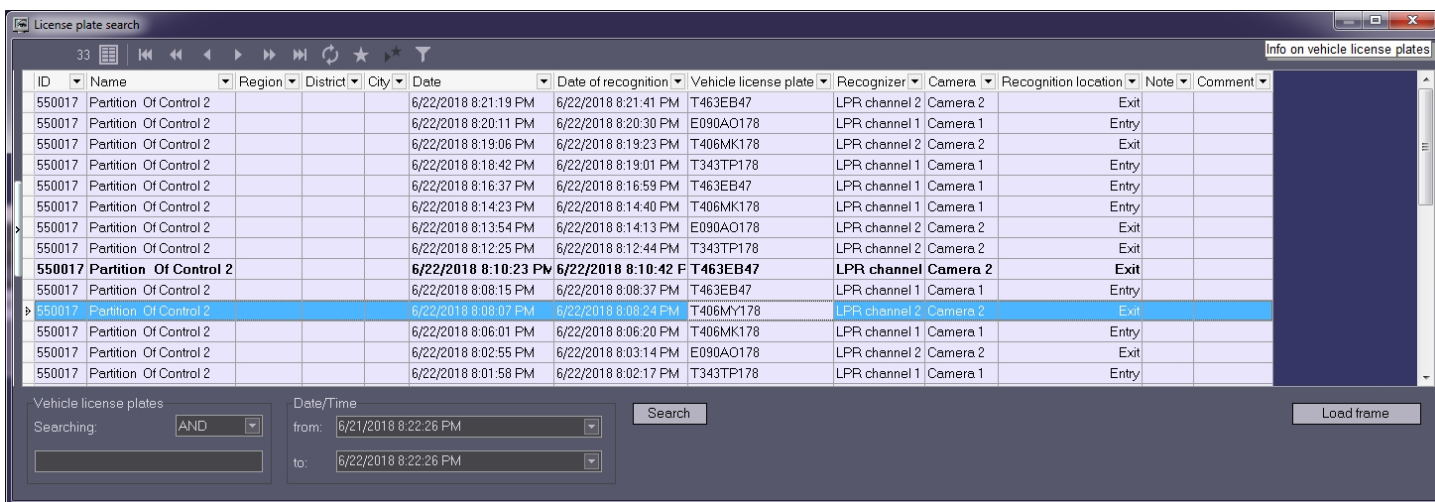 License plate search
33
Info on vehicle license plates
ID Name Region District City Date Date of recognition Vehicle license plate Recognizer Camera Recognition location Note Comment
550017 Partition Of Control 2 6/22/2018 8:21:19 PM 6/22/2018 8:21:41 PM T463EB47 LPR channel 2 Camera 2 Exit
550017 Partition Of Control 2 6/22/2018 8:20:11 PM 6/22/2018 8:20:30 PM E090AO178 LPR channel 1 Camera 1 Entry
550017 Partition Of Control 2 6/22/2018 8:19:06 PM 6/22/2018 8:19:23 PM T406MK178 LPR channel 2 Camera 2 Exit
550017 Partition Of Control 2 6/22/2018 8:18:42 PM 6/22/2018 8:19:01 PM T343TP178 LPR channel 1 Camera 1 Entry
550017 Partition Of Control 2 6/22/2018 8:16:37 PM 6/22/2018 8:16:59 PM T463EB47 LPR channel 1 Camera 1 Entry
550017 Partition Of Control 2 6/22/2018 8:14:23 PM 6/22/2018 8:14:40 PM T406MK178 LPR channel 1 Camera 1 Entry
550017 Partition Of Control 2 6/22/2018 8:13:54 PM 6/22/2018 8:14:13 PM E090AO178 LPR channel 2 Camera 2 Exit
550017 Partition Of Control 2 6/22/2018 8:12:25 PM 6/22/2018 8:12:44 PM T343TP178 LPR channel 2 Camera 2 Exit
550017 Partition Of Control 2 6/22/2018 8:10:23 PM 6/22/2018 8:10:42 P T463EB47 LPR channel Camera 2 Exit
550017 Partition Of Control 2 6/22/2018 8:08:15 PM 6/22/2018 8:08:37 PM T463EB47 LPR channel 1 Camera 1 Entry
550017 Partition Of Control 2 6/22/2018 8:08:07 PM 6/22/2018 8:08:24 PM T406MY178 LPR channel 2 Camera 2 Exit
550017 Partition Of Control 2 6/22/2018 8:06:01 PM 6/22/2018 8:06:20 PM T406MK178 LPR channel 1 Camera 1 Entry
550017 Partition Of Control 2 6/22/2018 8:02:55 PM 6/22/2018 8:03:14 PM E090AO178 LPR channel 2 Camera 2 Exit
550017 Partition Of Control 2 6/22/2018 8:01:58 PM 6/22/2018 8:02:17 PM T343TP178 LPR channel 1 Camera 1 Entry
Vehicle license plates
Searching: AND
Date/Time
from: 6/21/2018 8:22:26 PM
to: 6/22/2018 8:22:26 PM
Search
Load frame